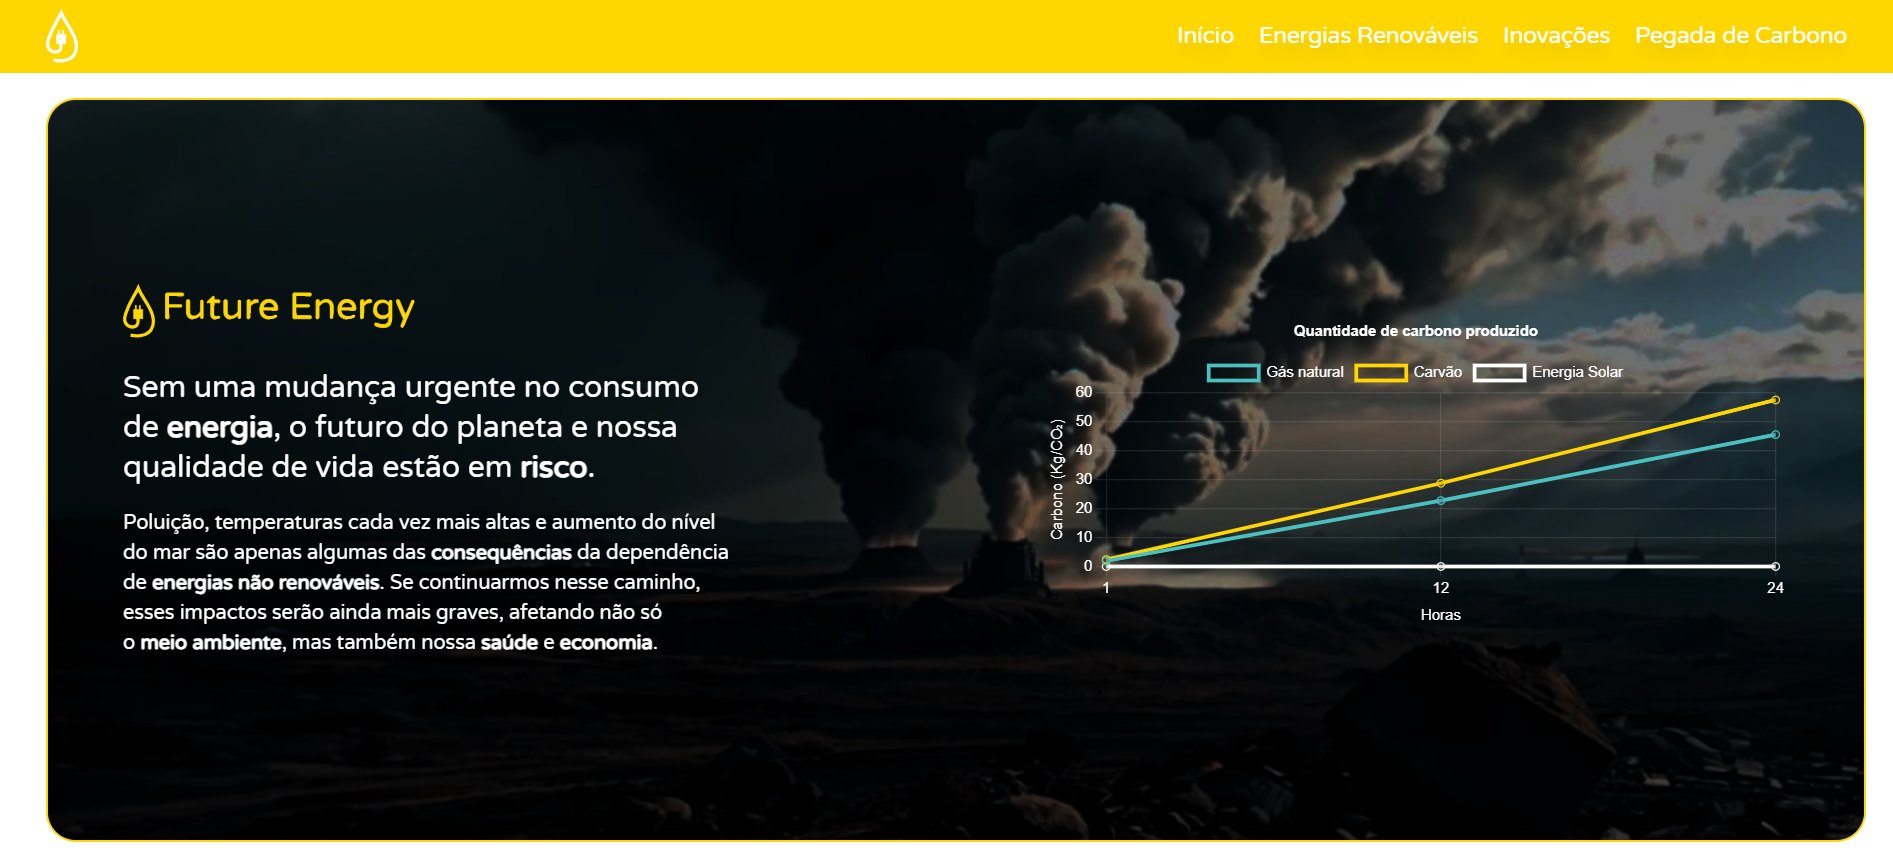 Início Energias Renováveis Inovações Pegada de Carbono
Future Energy
Sem uma mudança urgente no consumo
de energia, o futuro do planeta e nossa
qualidade de vida estão em risco.
Poluição, temperaturas cada vez mais altas e aumento do nível
do mar são apenas algumas das consequências da dependência
de energias não renováveis. Se continuarmos nesse caminho,
esses impactos serão ainda mais graves, afetando não só
o meio ambiente, mas também nossa saúde e economia.
Quantidade de carbono produzido
Gás natural Carvão Energia Solar
Carbono (Kg/CO₂)
60
50
40
30
20
10
0
1 12 24
Horas